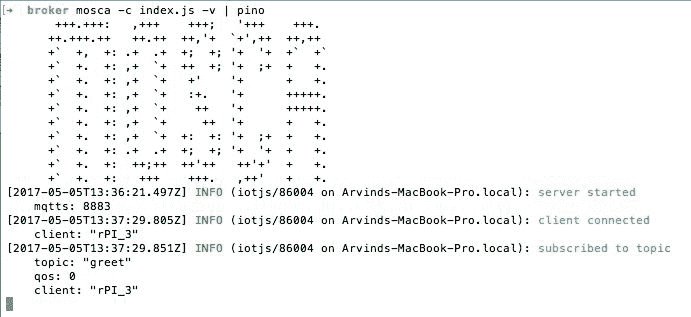 [→  broker mosca -c index.js -v | pino
       +++.+++:   ,+++    +++;   '+++    +++.
      ++.+++.++   ++.++  ++,'+  `+',++  ++,++
      +`  +,  +: .+  .+  +;  +; '+  '+  +`  +`
      +`  +.  +: ,+  `+  ++  +; '+  ;+  +   +.
      +`  +.  +: ,+  `+   +'    '+      +   +.
      +`  +.  +: ,+  `+   :+.   '+      +++++.
      +`  +.  +: ,+  `+    ++   '+      +++++.
      +`  +.  +: ,+  `+     ++  '+      +   +.
      +`  +.  +: ,+  `+  +:  +: '+  ;+  +   +.
      +`  +.  +: .+  .+  +;  +; '+  '+  +   +.
      +`  +.  +:  ++;++  ++'++   ++'+'  +   +.
      +`  +.  +:   +++    +++.   ,++'   +   +.
[2017-05-05T13:36:21.497Z] INFO (iotjs/86004 on Arvinds-MacBook-Pro.local): server started
    mqtts: 8883
[2017-05-05T13:37:29.805Z] INFO (iotjs/86004 on Arvinds-MacBook-Pro.local): client connected
    client: "rPI_3"
[2017-05-05T13:37:29.851Z] INFO (iotjs/86004 on Arvinds-MacBook-Pro.local): subscribed to topic
    topic: "greet"
    qos: 0
    client: "rPI_3"